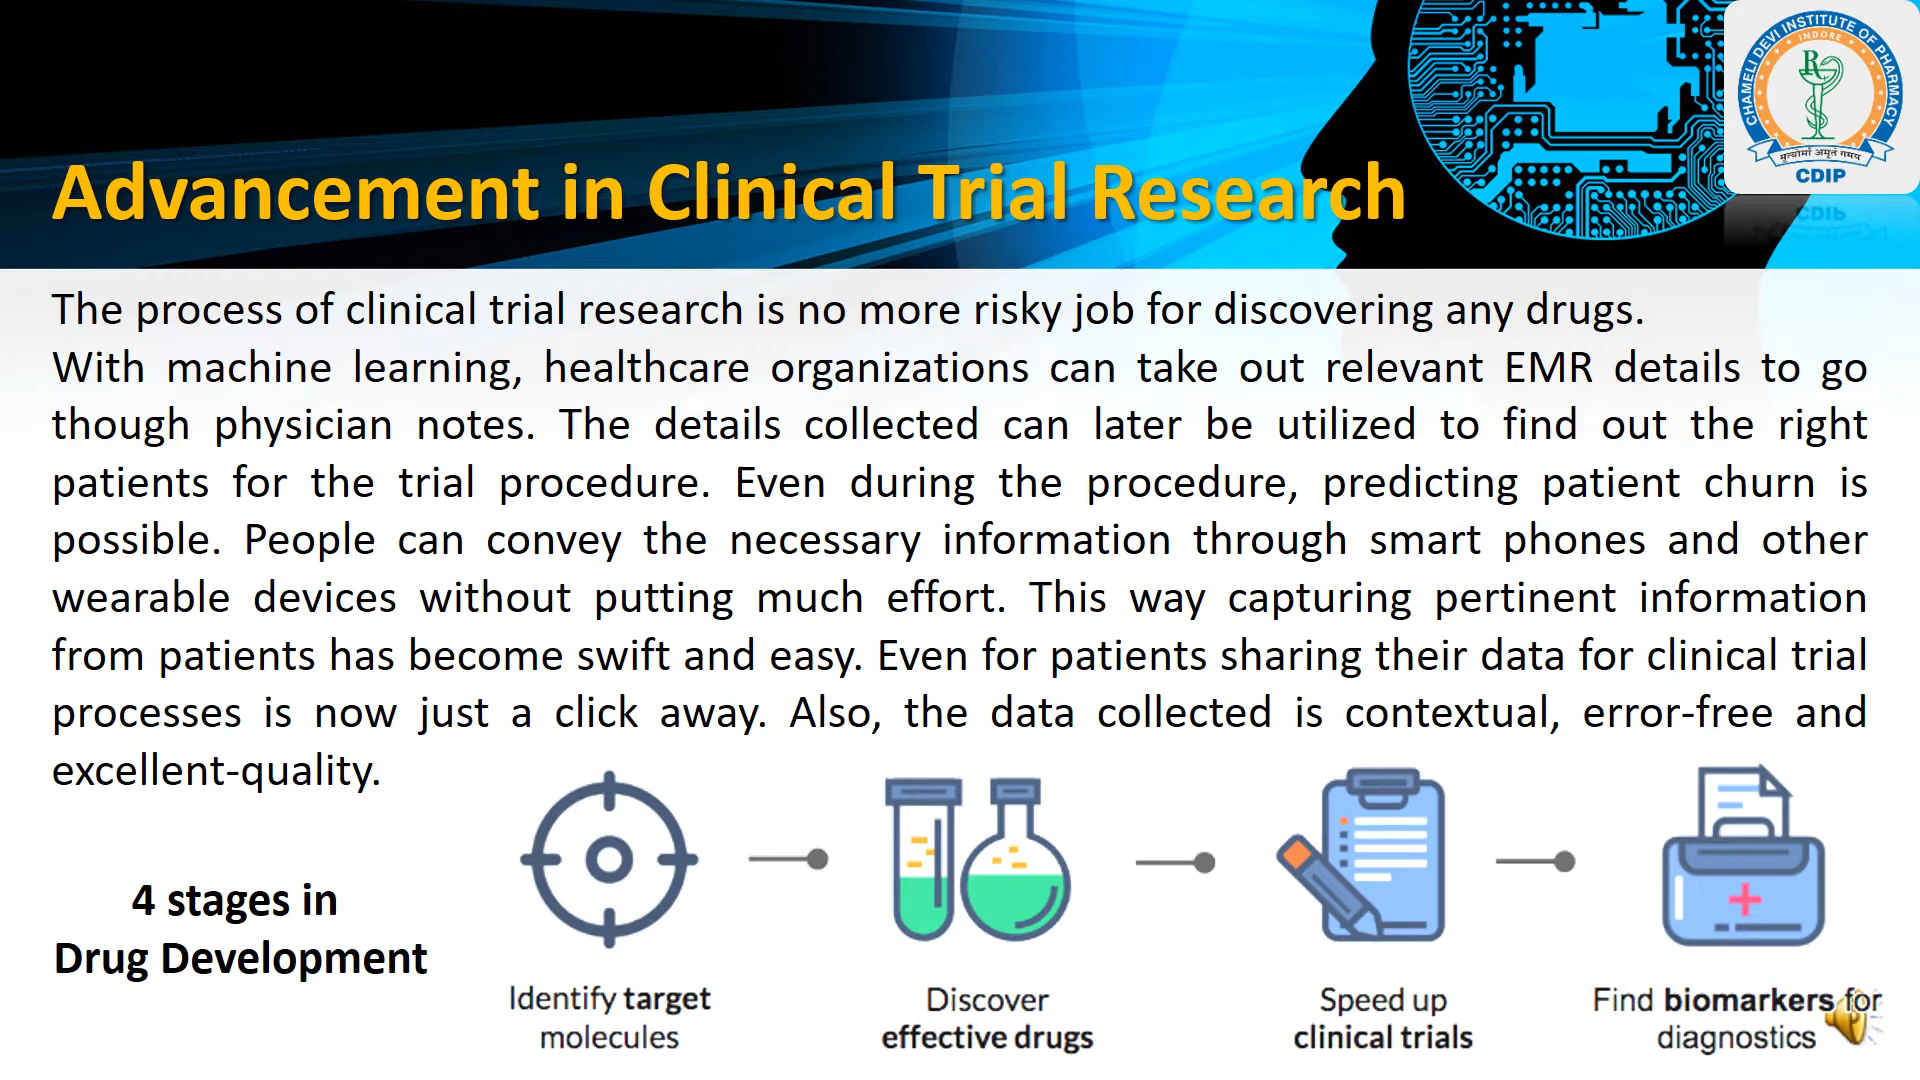 CHAMELI DEVI INSTITUTE OF PHARMACY
INDORE
R
मृत्योर्मा अमृतं गमय
CDIP
Advancement in Clinical Trial Research
The process of clinical trial research is no more risky job for discovering any drugs.
With machine learning, healthcare organizations can take out relevant EMR details to go
though physician notes. The details collected can later be utilized to find out the right
patients for the trial procedure. Even during the procedure, predicting patient churn is
possible. People can convey the necessary information through smart phones and other
wearable devices without putting much effort. This way capturing pertinent information
from patients has become swift and easy. Even for patients sharing their data for clinical trial
processes is now just a click away. Also, the data collected is contextual, error-free and
excellent-quality.
4 stages in
Drug Development
Identify target
molecules
Discover
effective drugs
Speed up
clinical trials
Find biomarkers for
diagnostics